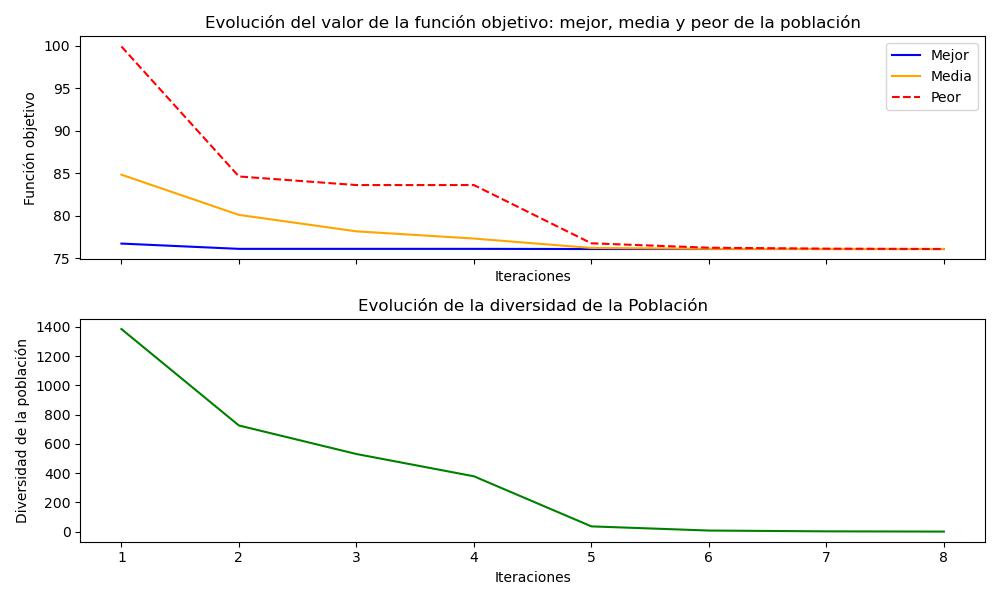 Evolución del valor de la función objetivo: mejor, media y peor de la población
100
95
90
85
80
75
Función objetivo
Mejor
Media
Peor
Iteraciones
Evolución de la diversidad de la Población
1400
1200
1000
800
600
400
200
0
Diversidad de la población
1 2 3 4 5 6 7 8
Iteraciones